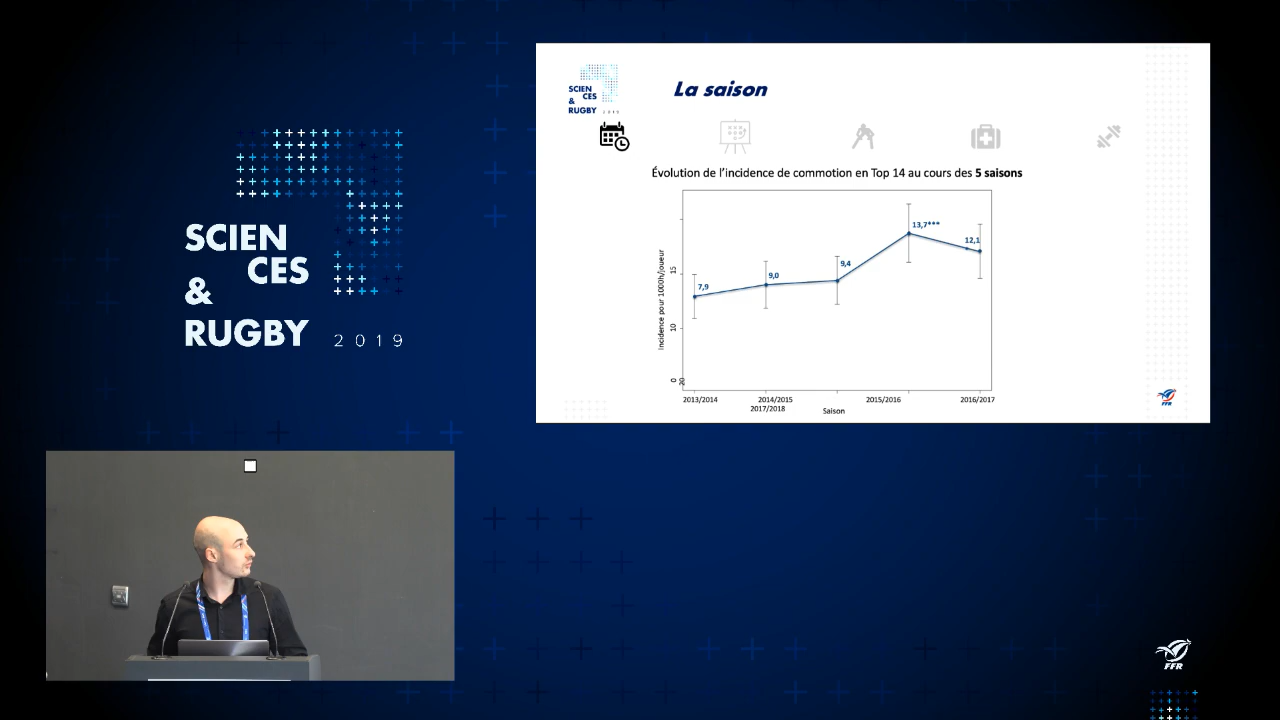 SCIEN
CES
&
RUGBY 2019
SCIEN
CES
&
RUGBY 2019
La saison
Évolution de l'incidence de commotion en Top 14 au cours des 5 saisons
Incidence pour 1000h/joueur
0
20
10
15
7,9
9,0
9,4
13,7***
12,1
2013/2014 2014/2015 2015/2016 2016/2017
2017/2018
Saison
FFR
FFR